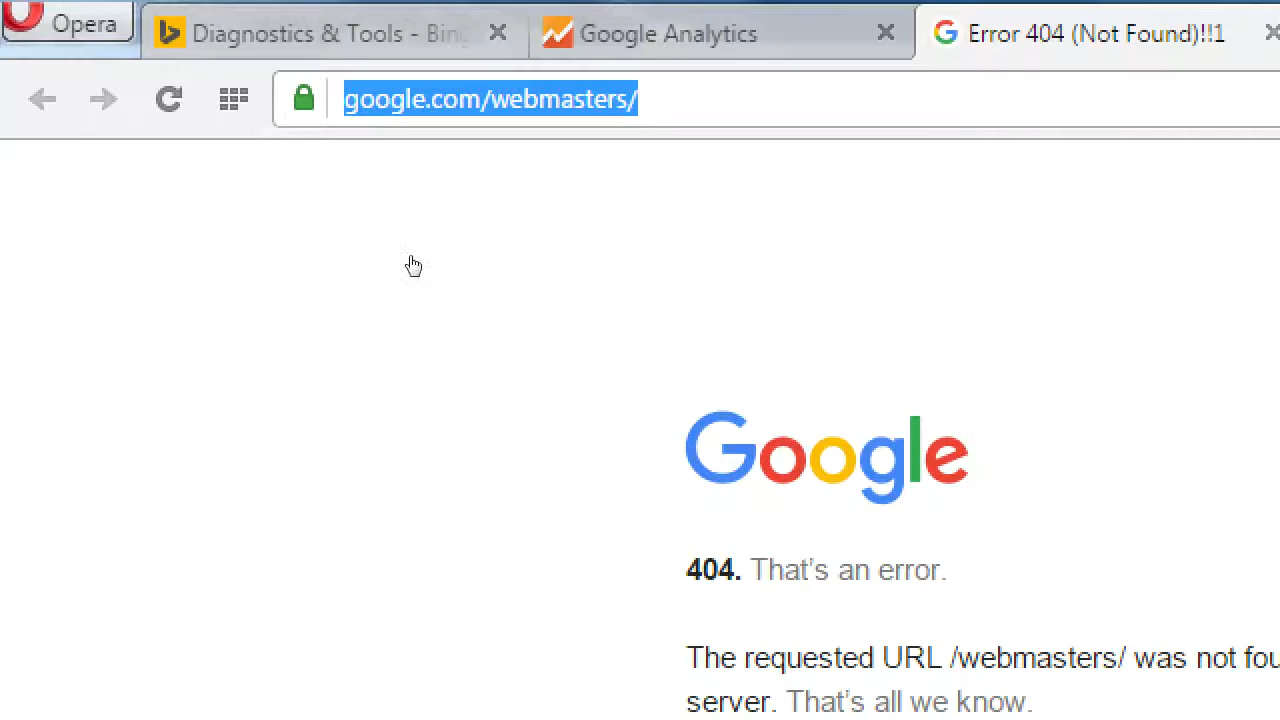 Opera
Diagnostics & Tools - Bing
Google Analytics
Error 404 (Not Found)!!1
google.com/webmasters/
Google
404. That's an error.
The requested URL /webmasters/ was not fou
server. That's all we know.